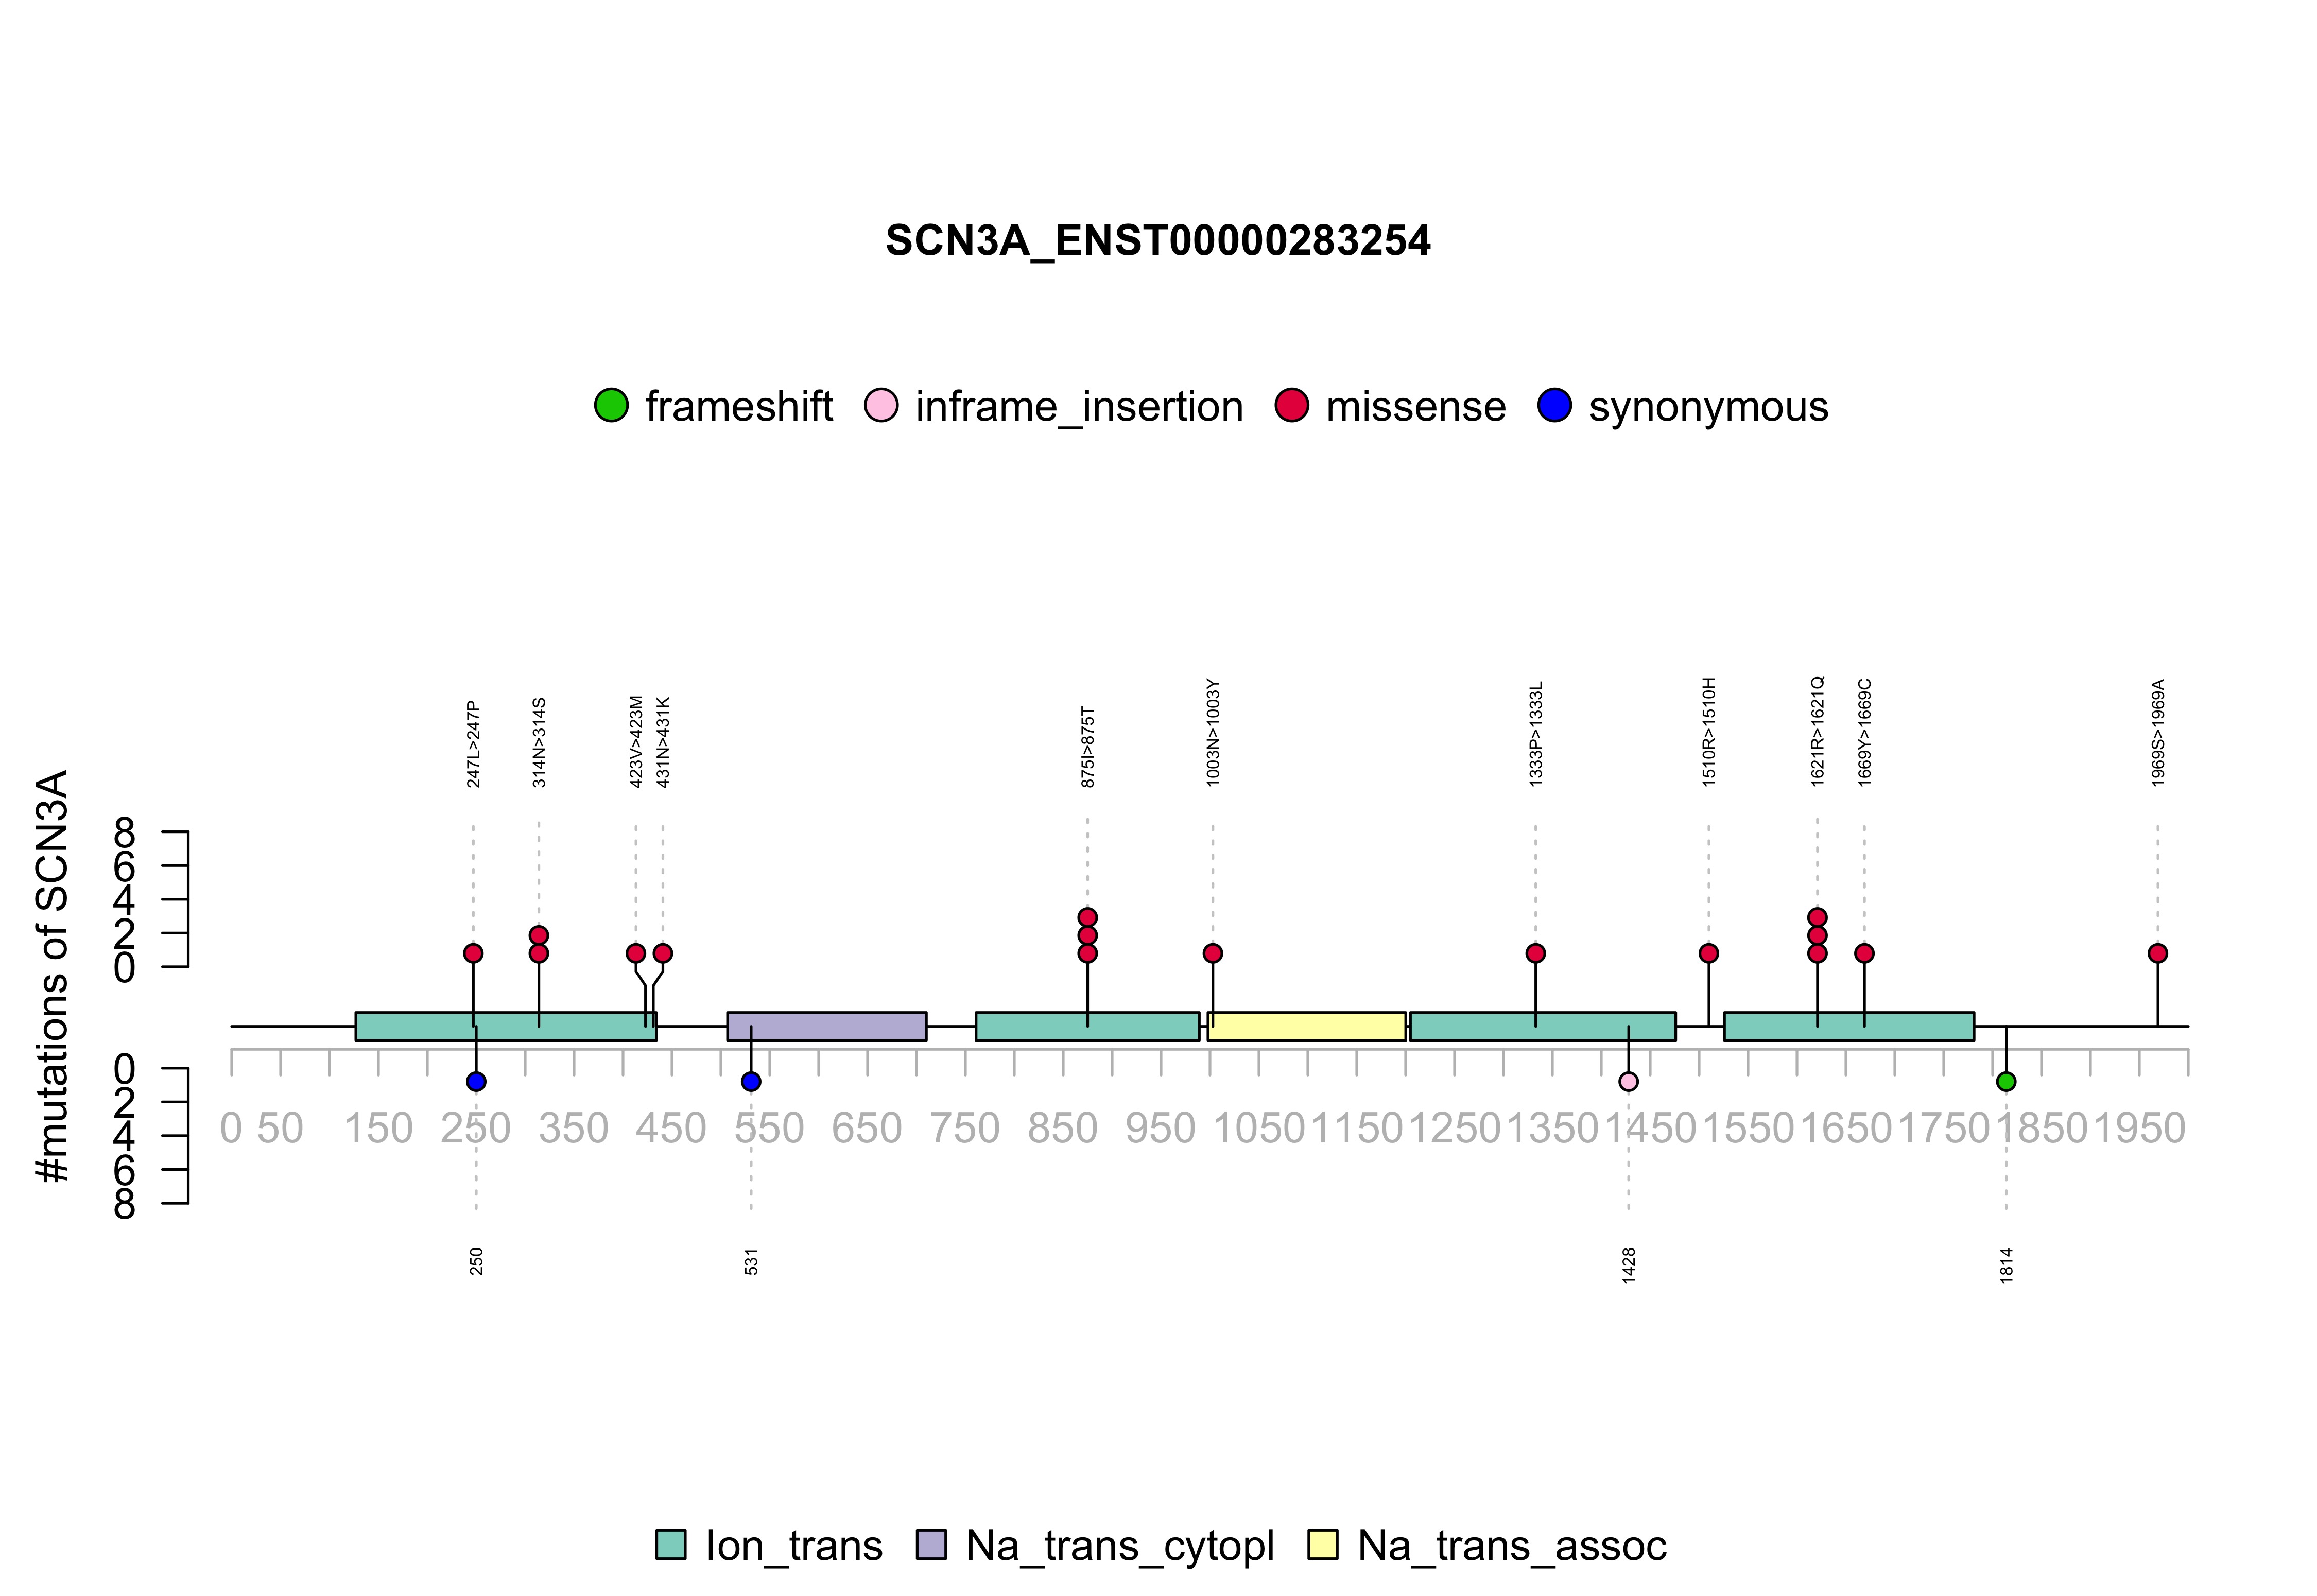 SCN3A_ENST00000283254
frameshift inframe_insertion missense synonymous
247L>247P
314N>314S
423V>423M
431N>431K
875I>875T
1003N>1003Y
1333P>1333L
1510R>1510H
1621R>1621Q
1669Y>1669C
1969S>1969A
#mutations of SCN3A
8
6
4
2
0
0
2
4
6
8
0 50 150 250 350 450 550 650 750 850 950 1050 1150 1250 1350 1450 1550 1650 1750 1850 1950
250
531
1428
1814
Ion_trans Na_trans_cytopl Na_trans_assoc